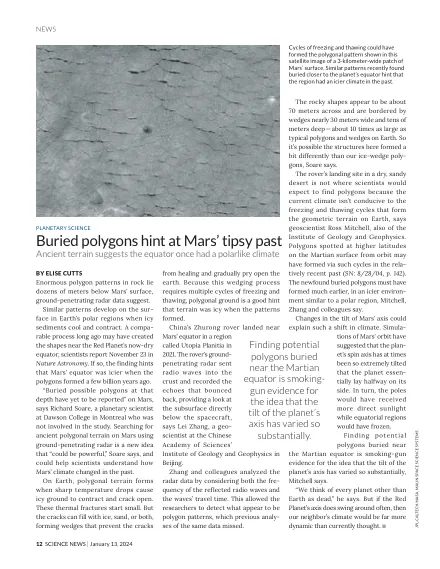 NEWS
Cycles of freezing and thawing could have
formed the polygonal pattern shown in this
satellite image of a 3-kilometer-wide patch of
Mars' surface. Similar patterns recently found
buried closer to the planet's equator hint that
the region had an icier climate in the past.
PLANETARY SCIENCE
Buried polygons hint at Mars' tipsy past
Ancient terrain suggests the equator once had a polarlike climate
BY ELISE CUTTS
Enormous polygon patterns in rock lie
dozens of meters below Mars' surface,
ground-penetrating radar data suggest.
Similar patterns develop on the sur-
face in Earth's polar regions when icy
sediments cool and contract. A compa-
rable process long ago may have created
the shapes near the Red Planet's now-dry
equator, scientists report November 23 in
Nature Astronomy. If so, the finding hints
that Mars' equator was icier when the
polygons formed a few billion years ago.
"Buried possible polygons at that
depth have yet to be reported" on Mars,
says Richard Soare, a planetary scientist
at Dawson College in Montreal who was
not involved in the study. Searching for
ancient polygonal terrain on Mars using
ground-penetrating radar is a new idea
that "could be powerful," Soare says, and
could help scientists understand how
Mars' climate changed in the past.
On Earth, polygonal terrain forms
when sharp temperature drops cause
icy ground to contract and crack open.
These thermal fractures start small. But
the cracks can fill with ice, sand, or both,
forming wedges that prevent the cracks
from healing and gradually pry open the
earth. Because this wedging process
requires multiple cycles of freezing and
thawing, polygonal ground is a good hint
that terrain was icy when the patterns
formed.
China's Zhurong rover landed near
Mars' equator in a region
called Utopia Planitia in
2021. The rover's ground-
penetrating radar sent
radio waves into the
crust and recorded the
echoes that bounced
back, providing a look at
the subsurface directly
below the spacecraft,
says Lei Zhang, a geo-
scientist at the Chinese
Academy of Sciences'
Institute of Geology and Geophysics in
Beijing.
Zhang and colleagues analyzed the
radar data by considering both the fre-
quency of the reflected radio waves and
the waves' travel time. This allowed the
researchers to detect what appear to be
polygon patterns, which previous analy-
ses of the same data missed.
Finding potential
polygons buried
near the Martian
equator is smoking-
gun evidence for
the idea that the
tilt of the planet's
axis has varied so
substantially.
The rocky shapes appear to be about
70 meters across and are bordered by
wedges nearly 30 meters wide and tens of
meters deep — about 10 times as large as
typical polygons and wedges on Earth. So
it's possible the structures here formed a
bit differently than our ice-wedge poly-
gons, Soare says.
The rover's landing site in a dry, sandy
desert is not where scientists would
expect to find polygons because the
current climate isn't conducive to the
freezing and thawing cycles that form
the geometric terrain on Earth, says
geoscientist Ross Mitchell, also of the
Institute of Geology and Geophysics.
Polygons spotted at higher latitudes
on the Martian surface from orbit may
have formed via such cycles in the rela-
tively recent past (SN: 8/28/04, p. 142).
The newfound buried polygons must have
formed much earlier, in an icier environ-
ment similar to a polar region, Mitchell,
Zhang and colleagues say.
Changes in the tilt of Mars' axis could
explain such a shift in climate. Simula-
tions of Mars' orbit have
suggested that the plan-
et's spin axis has at times
been so extremely tilted
that the planet essen-
tially lay halfway on its
side. In turn, the poles
would have received
more direct sunlight
while equatorial regions
would have frozen.
Finding potential
polygons buried near
the Martian equator is smoking-gun
evidence for the idea that the tilt of the
planet's axis has varied so substantially,
Mitchell says.
"We think of every planet other than
Earth as dead," he says. But if the Red
Planet's axis does swing around often, then
our neighbor's climate would be far more
dynamic than currently thought.
12 SCIENCE NEWS | January 13, 2024